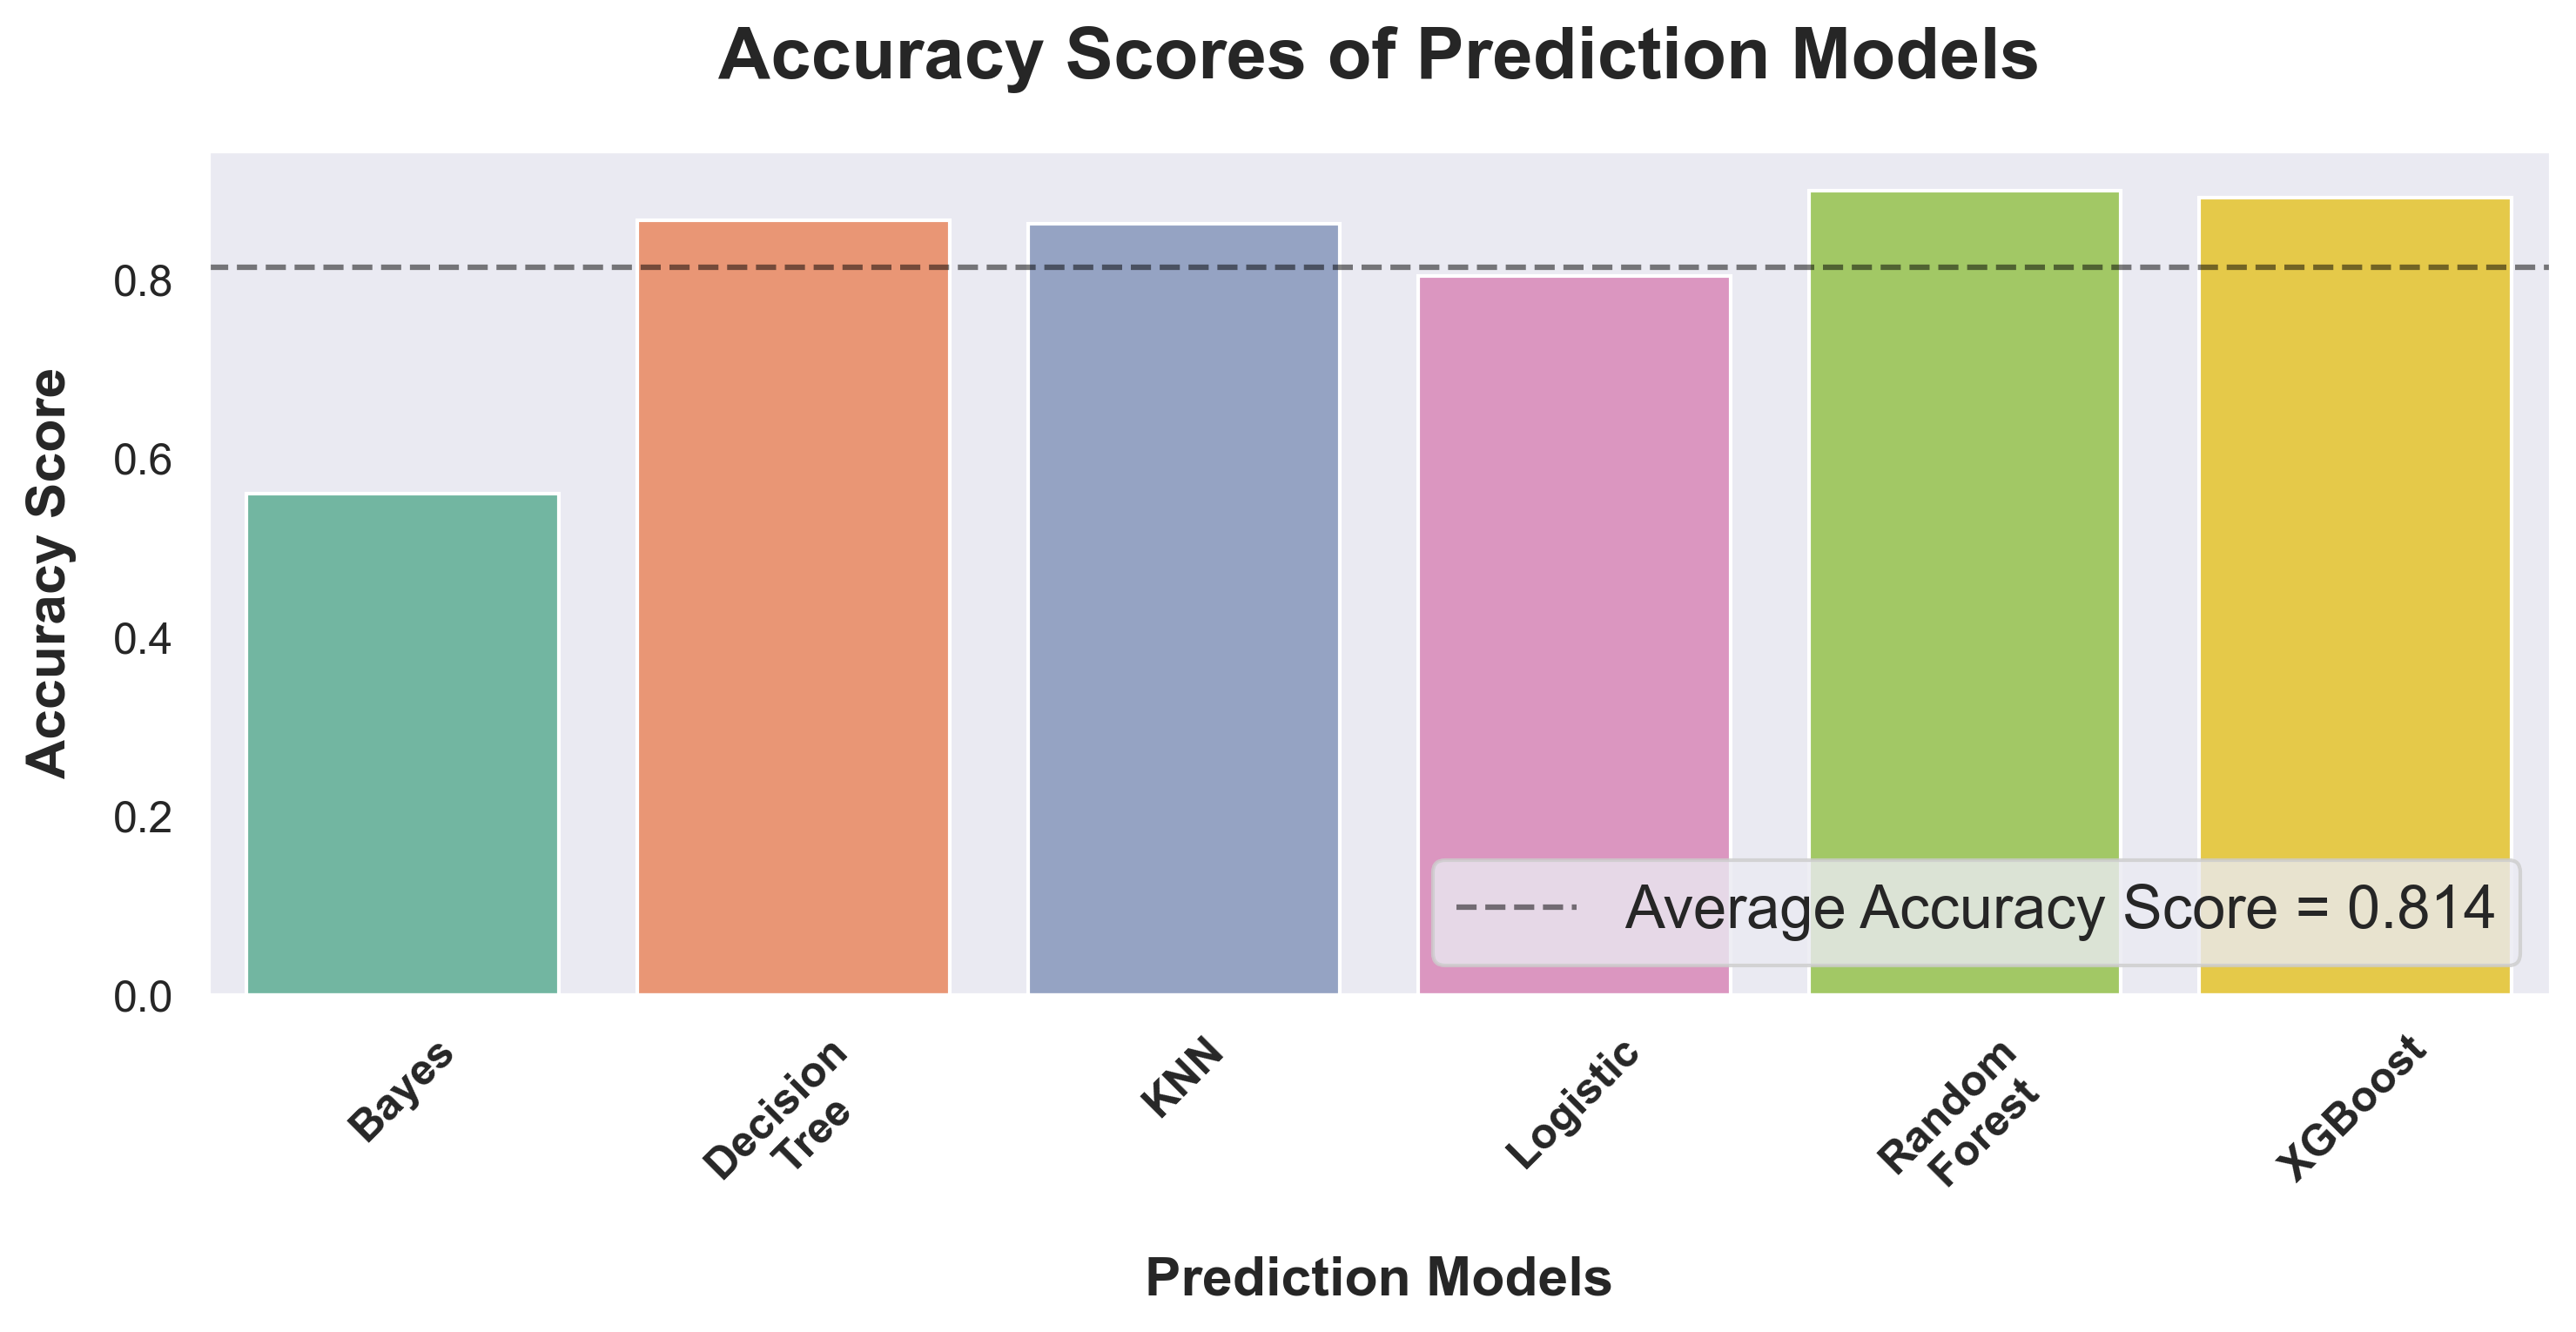 Accuracy Scores of Prediction Models
Accuracy Score
0.8
0.6
0.4
0.2
0.0
Average Accuracy Score = 0.814
Bayes
Decision
Tree
KNN
Logistic
Random
Forest
XGBoost
Prediction Models